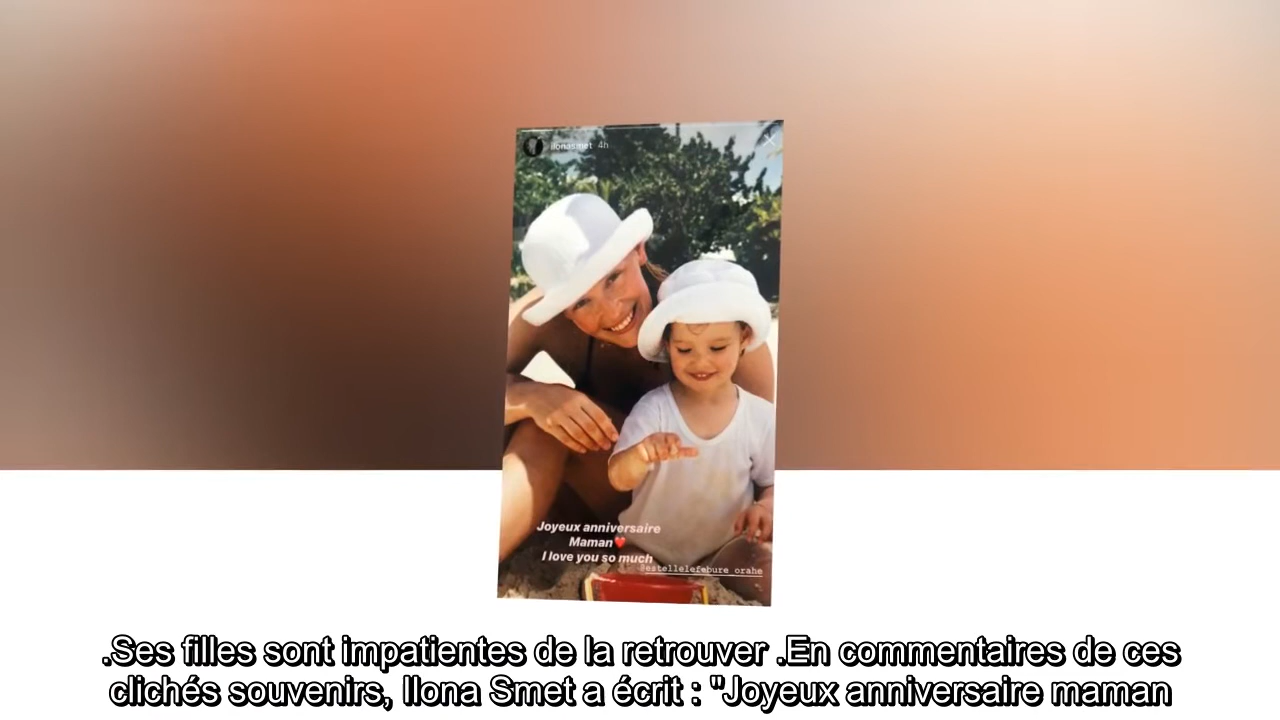 ilonasmet 4h
Joyeux anniversaire
Maman❤️
I love you so much
@estellelefebure_orahe
.Ses filles sont impatientes de la retrouver .En commentaires de ces
clichés souvenirs, Ilona Smet a écrit : "Joyeux anniversaire maman